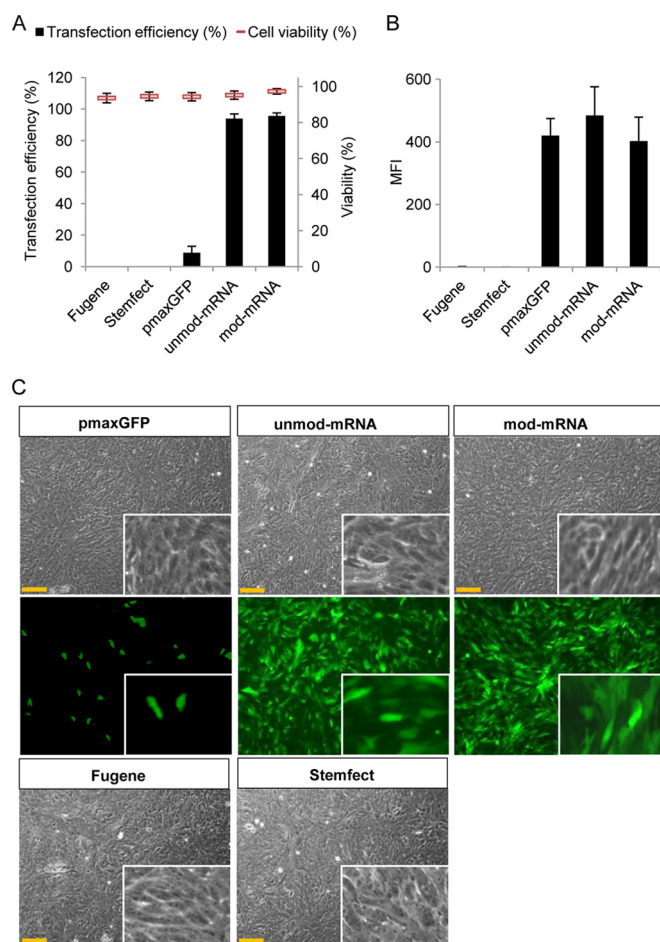 A
B
Transfection efficiency (%) Cell viability (%)
120
100
80
60
40
20
0
Transfection efficiency (%)
100
80
60
40
20
0
Viability (%)
Fugene
Stemfect
pmaxGFP
unmod-mRNA
mod-mRNA
600
400
200
0
MFI
Fugene
Stemfect
pmaxGFP
unmod-mRNA
mod-mRNA
C
pmaxGFP
unmod-mRNA
mod-mRNA
Fugene
Stemfect